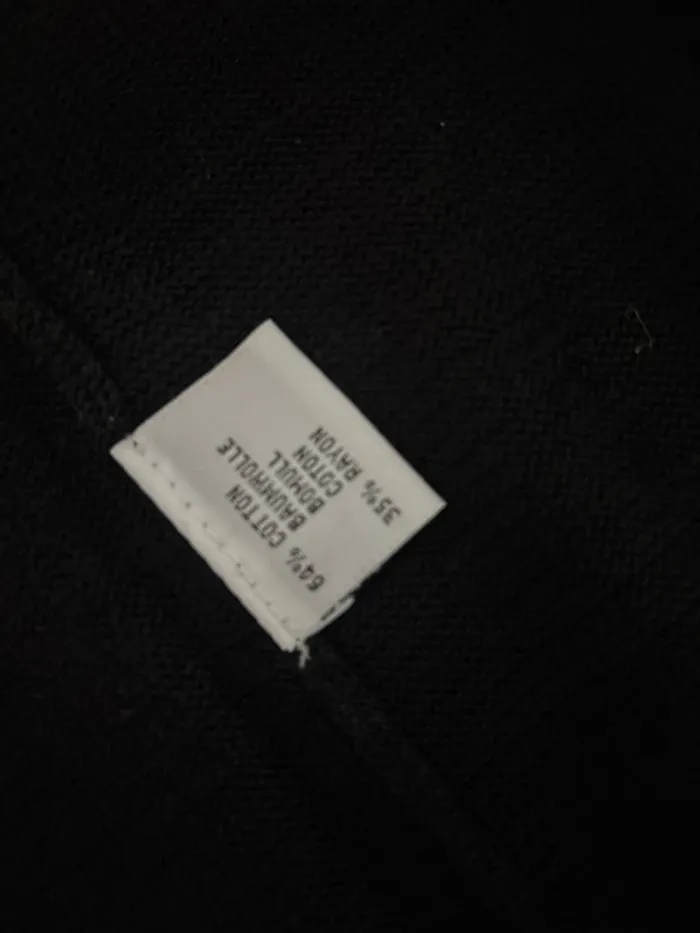 64% COTTON
BAUMWOLLE
BOMULL
COTON
35% RAYON